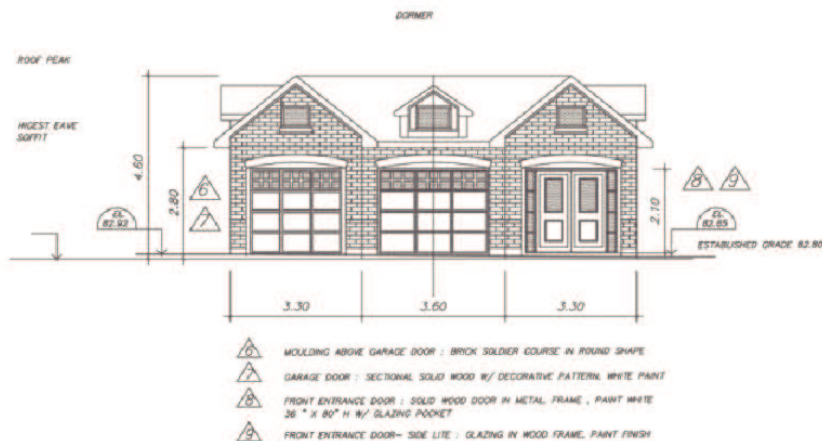 DORMER
ROOF PEAK
HIGEST EAVE
SOFFIT
4.60
2.80
6
7
8
9
2.10
EL
82.92
EL
82.85
ESTABLISHED GRADE 82.80
3.30
3.60
3.30
6 MOULDING ABOVE GARAGE DOOR : BRICK SOLDIER COURSE IN ROUND SHAPE
7 GARAGE DOOR : SECTIONAL SOLID WOOD W/ DECORATIVE PATTERN, WHITE PAINT
8 FRONT ENTRANCE DOOR : SOLID WOOD DOOR IN METAL FRAME , PAINT WHITE
36 " X 80" H W/ GLAZING POCKET
9 FRONT ENTRANCE DOOR- SIDE LITE : GLAZING IN WOOD FRAME, PAINT FINISH